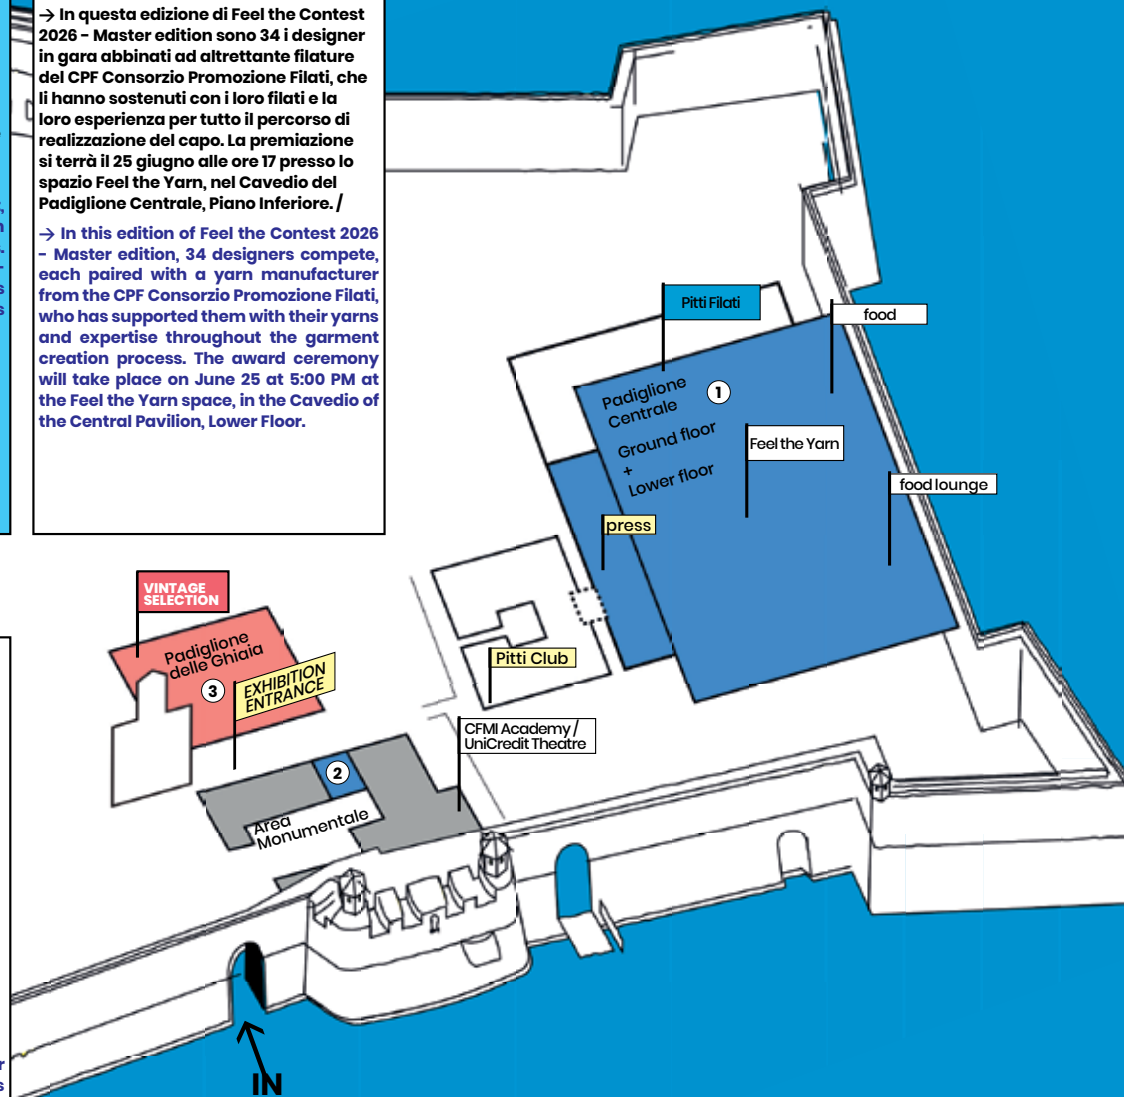 → In questa edizione di Feel the Contest
2026 - Master edition sono 34 i designer
in gara abbinati ad altrettante filature
del CPF Consorzio Promozione Filati, che
li hanno sostenuti con i loro filati e la
loro esperienza per tutto il percorso di
realizzazione del capo. La premiazione
si terrà il 25 giugno alle ore 17 presso lo
spazio Feel the Yarn, nel Cavedio del
Padiglione Centrale, Piano Inferiore. /
→ In this edition of Feel the Contest 2026
- Master edition, 34 designers compete,
each paired with a yarn manufacturer
from the CPF Consorzio Promozione Filati,
who has supported them with their yarns
and expertise throughout the garment
creation process. The award ceremony
will take place on June 25 at 5:00 PM at
the Feel the Yarn space, in the Cavedio of
the Central Pavilion, Lower Floor.
Pitti Filati
food
Padiglione
Centrale
1
Ground floor
+
Lower floor
Feel the Yarn
food lounge
press
VINTAGE
SELECTION
Padiglione
delle Ghiaia
3
EXHIBITION
ENTRANCE
Pitti Club
CFMI Academy /
UniCredit Theatre
2
Area
Monumentale
IN